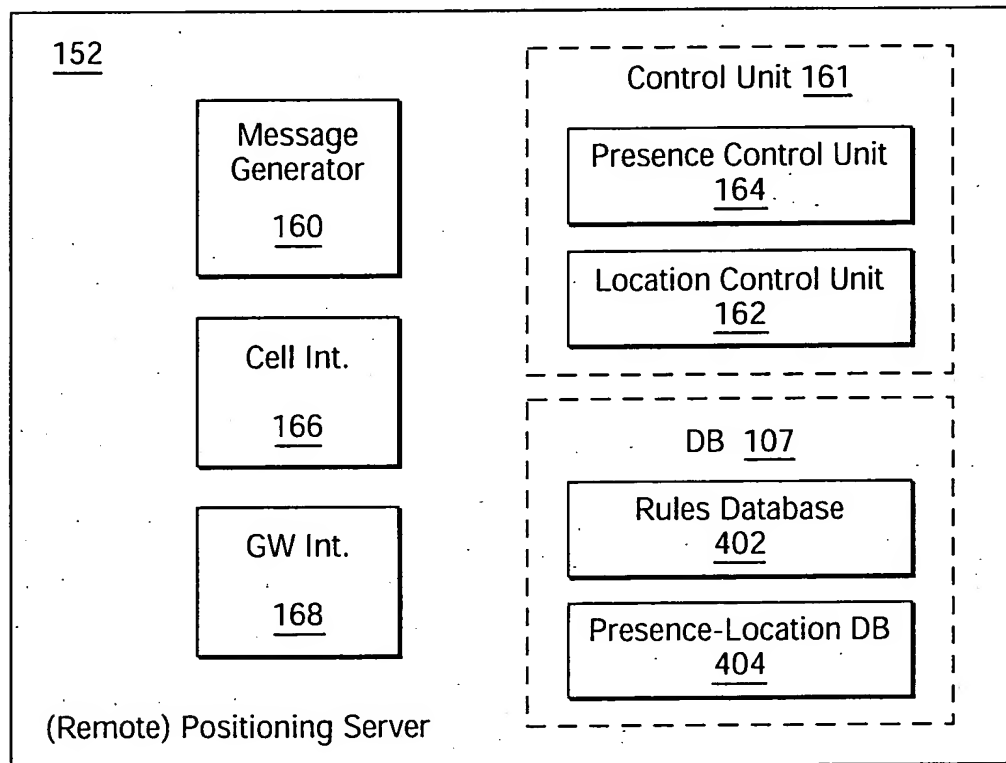 152
Message
Generator
160
Cell Int.
166
GW Int.
168
(Remote) Positioning Server
Control Unit 161
Presence Control Unit
164
Location Control Unit
162
DB 107
Rules Database
402
Presence-Location DB
404